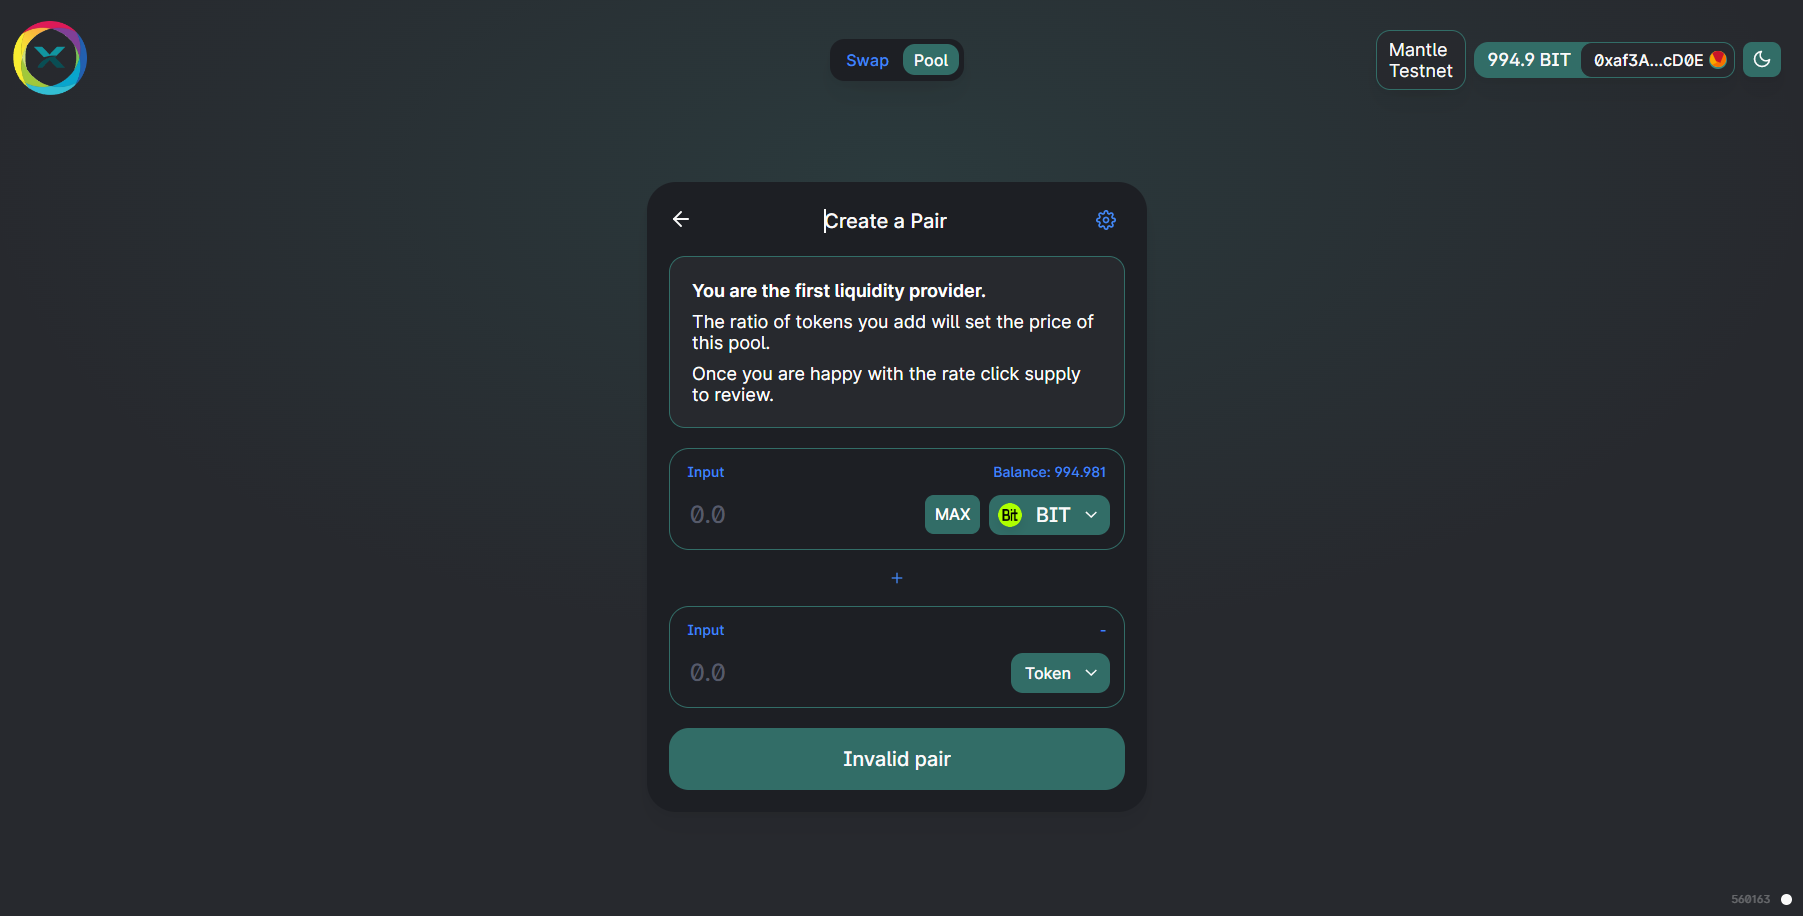 Swap
Pool
Mantle
Testnet
994.9 BIT
0xaf3A...cD0E
Create a Pair
You are the first liquidity provider.
The ratio of tokens you add will set the price of
this pool.
Once you are happy with the rate click supply
to review.
Input
Balance: 994.981
0.0
MAX
Bit
BIT
+
Input
-
0.0
Token
Invalid pair
560163